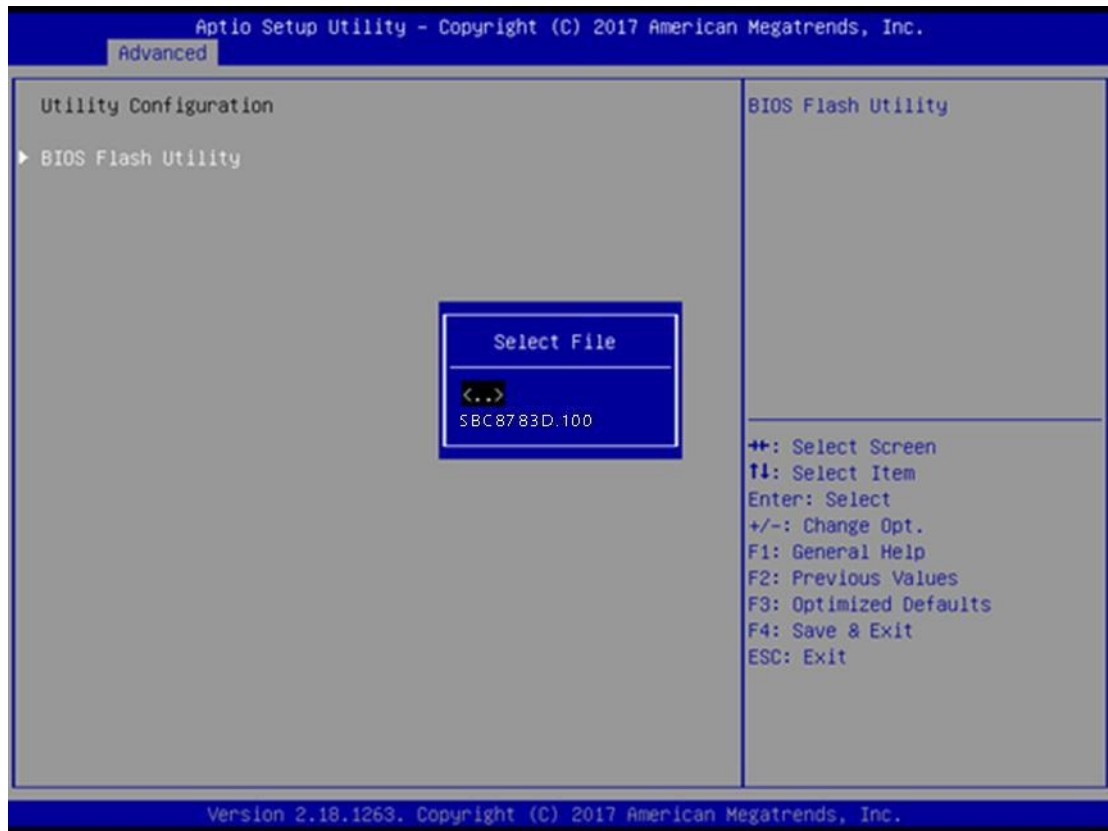 Aptio Setup Utility – Copyright (C) 2017 American Megatrends, Inc.
Advanced
Utility Configuration
▶ BIOS Flash Utility
Select File
<..>
SBC8783D.100
BIOS Flash Utility
→←: Select Screen
↑↓: Select Item
Enter: Select
+/-: Change Opt.
F1: General Help
F2: Previous Values
F3: Optimized Defaults
F4: Save & Exit
ESC: Exit
Version 2.18.1263. Copyright (C) 2017 American Megatrends, Inc.